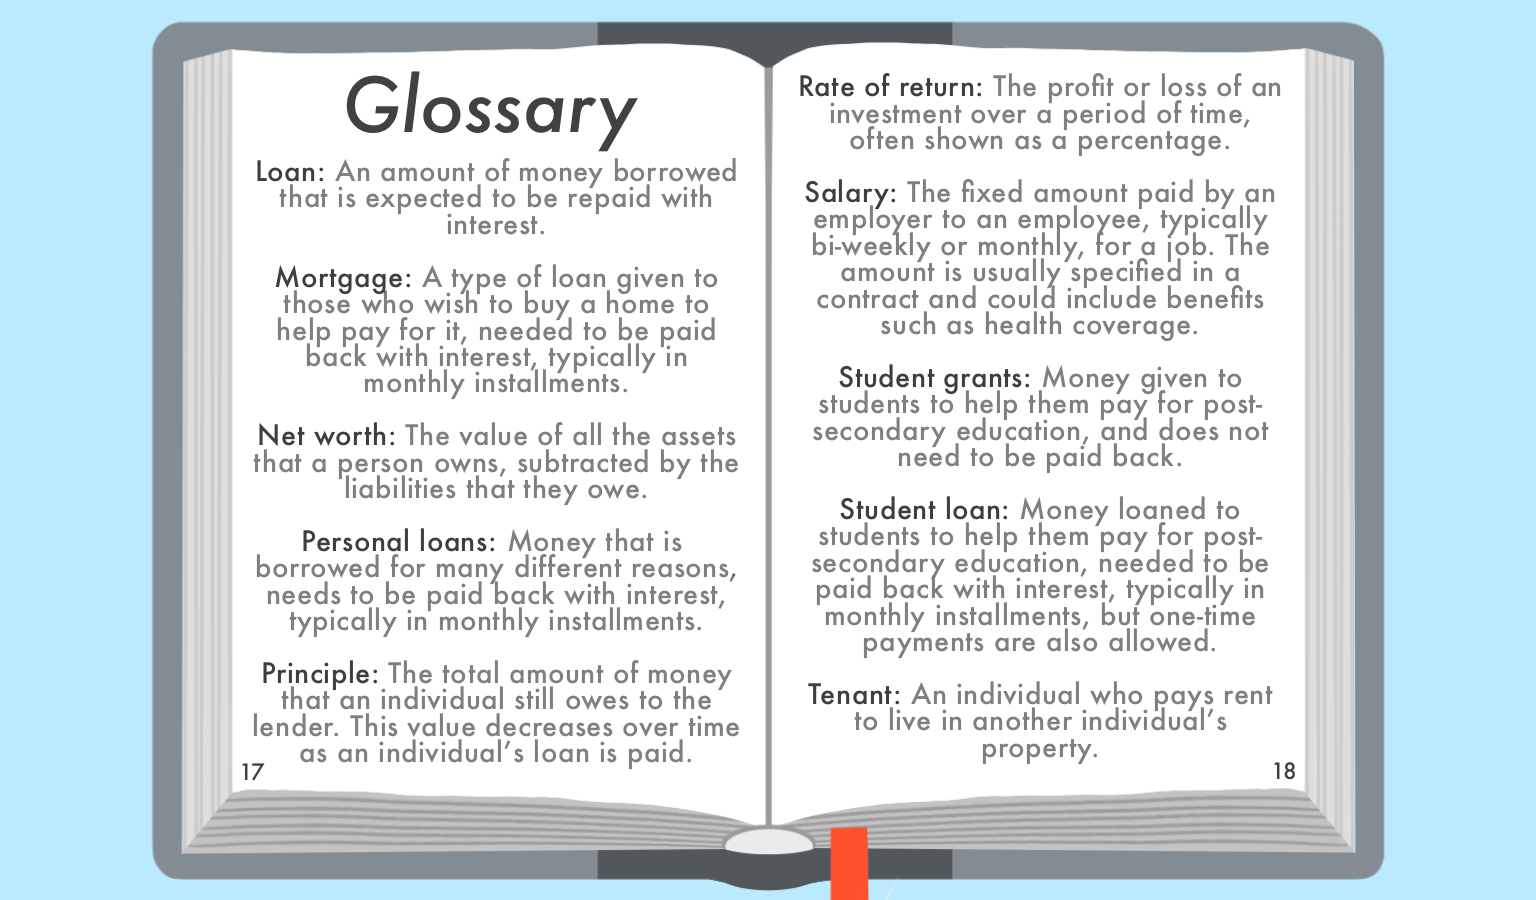 Glossary
Loan: An amount of money borrowed
that is expected to be repaid with
interest.
Mortgage: A type of loan given to
those who wish to buy a home to
help pay for it, needed to be paid
back with interest, typically in
monthly installments.
Net worth: The value of all the assets
that a person owns, subtracted by the
liabilities that they owe.
Personal loans: Money that is
borrowed for many different reasons,
needs to be paid back with interest,
typically in monthly installments.
Principle: The total amount of money
that an individual still owes to the
lender. This value decreases over time
as an individual's loan is paid.
17
Rate of return: The profit or loss of an
investment over a period of time,
often shown as a percentage.
Salary: The fixed amount paid by an
employer to an employee, typically
bi-weekly or monthly, for a job. The
amount is usually specified in a
contract and could include benefits
such as health coverage.
Student grants: Money given to
students to help them pay for post-
secondary education, and does not
need to be paid back.
Student loan: Money loaned to
students to help them pay for post-
secondary education, needed to be
paid back with interest, typically in
monthly installments, but one-time
payments are also allowed.
Tenant: An individual who pays rent
to live in another individual's
property.
18